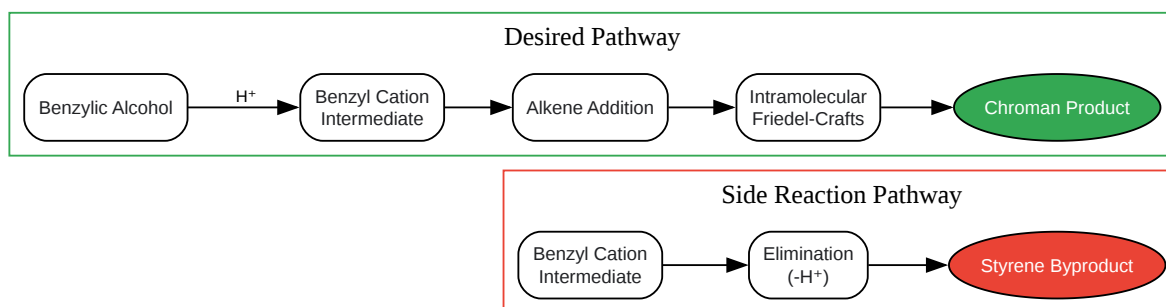 Desired Pathway
Benzylic Alcohol
H⁺
Benzyl Cation
Intermediate
Alkene Addition
Intramolecular
Friedel-Crafts
Chroman Product
Side Reaction Pathway
Benzyl Cation
Intermediate
Elimination
(-H⁺)
Styrene Byproduct